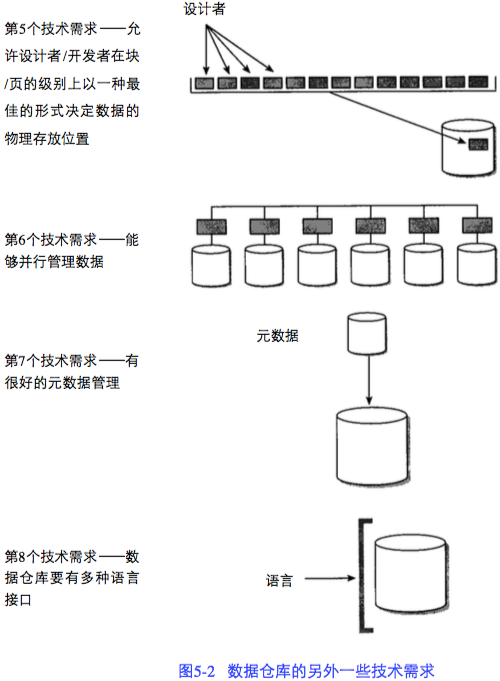 设计者
第5个技术需求——允
许设计者/开发者在块
/页的级别上以一种最
佳的形式决定数据的
物理存放位置
第6个技术需求——能
够并行管理数据
元数据
第7个技术需求——有
很好的元数据管理
第8个技术需求——数
据仓库要有多种语言
接口
语言
图5-2 数据仓库的另外一些技术需求